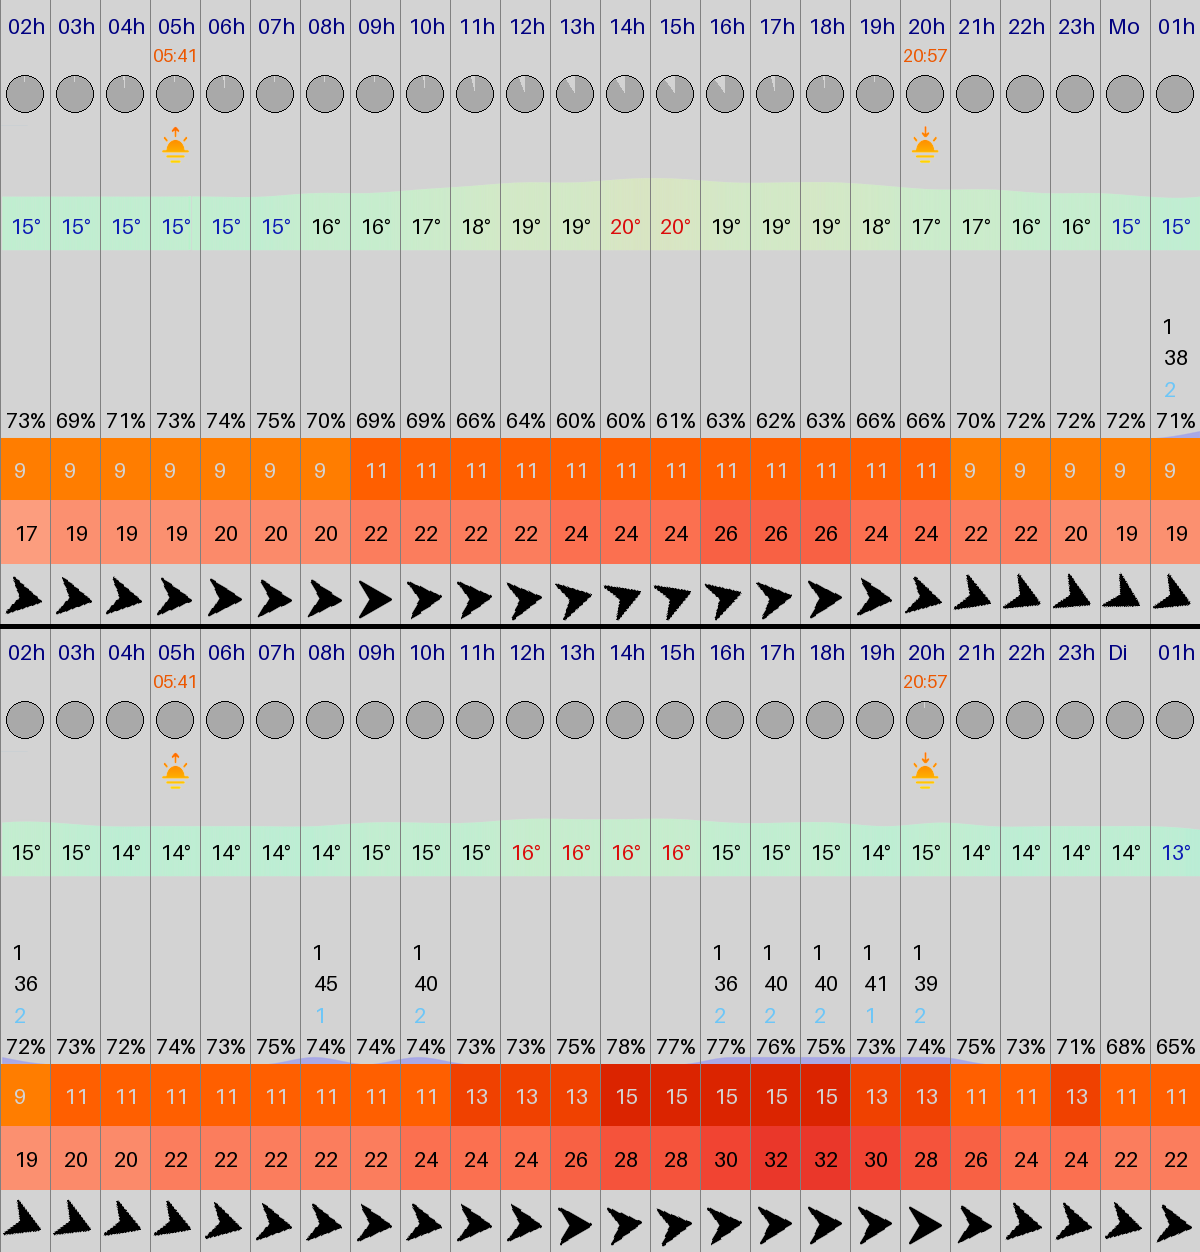 02h 03h 04h 05h 06h 07h 08h 09h 10h 11h 12h 13h 14h 15h 16h 17h 18h 19h 20h 21h 22h 23h Mo 01h
05:41 20:57
15° 15° 15° 15° 15° 15° 16° 16° 17° 18° 19° 19° 20° 20° 19° 19° 19° 18° 17° 17° 16° 16° 15° 15°
1
38
2
73% 69% 71% 73% 74% 75% 70% 69% 69% 66% 64% 60% 60% 61% 63% 62% 63% 66% 66% 70% 72% 72% 72% 71%
9 9 9 9 9 9 9 11 11 11 11 11 11 11 11 11 11 11 11 9 9 9 9 9
17 19 19 19 20 20 20 22 22 22 22 24 24 24 26 26 26 24 24 22 22 20 19 19
02h 03h 04h 05h 06h 07h 08h 09h 10h 11h 12h 13h 14h 15h 16h 17h 18h 19h 20h 21h 22h 23h Di 01h
05:41 20:57
15° 15° 14° 14° 14° 14° 14° 15° 15° 15° 16° 16° 16° 16° 15° 15° 15° 14° 15° 14° 14° 14° 14° 13°
1 1 1 1 1 1 1 1
36 45 40 36 40 40 41 39
2 1 2 2 2 2 1 2
72% 73% 72% 74% 73% 75% 74% 74% 74% 73% 73% 75% 78% 77% 77% 76% 75% 73% 74% 75% 73% 71% 68% 65%
9 11 11 11 11 11 11 11 11 13 13 13 15 15 15 15 15 13 13 11 11 13 11 11
19 20 20 22 22 22 22 22 24 24 24 26 28 28 30 32 32 30 28 26 24 24 22 22